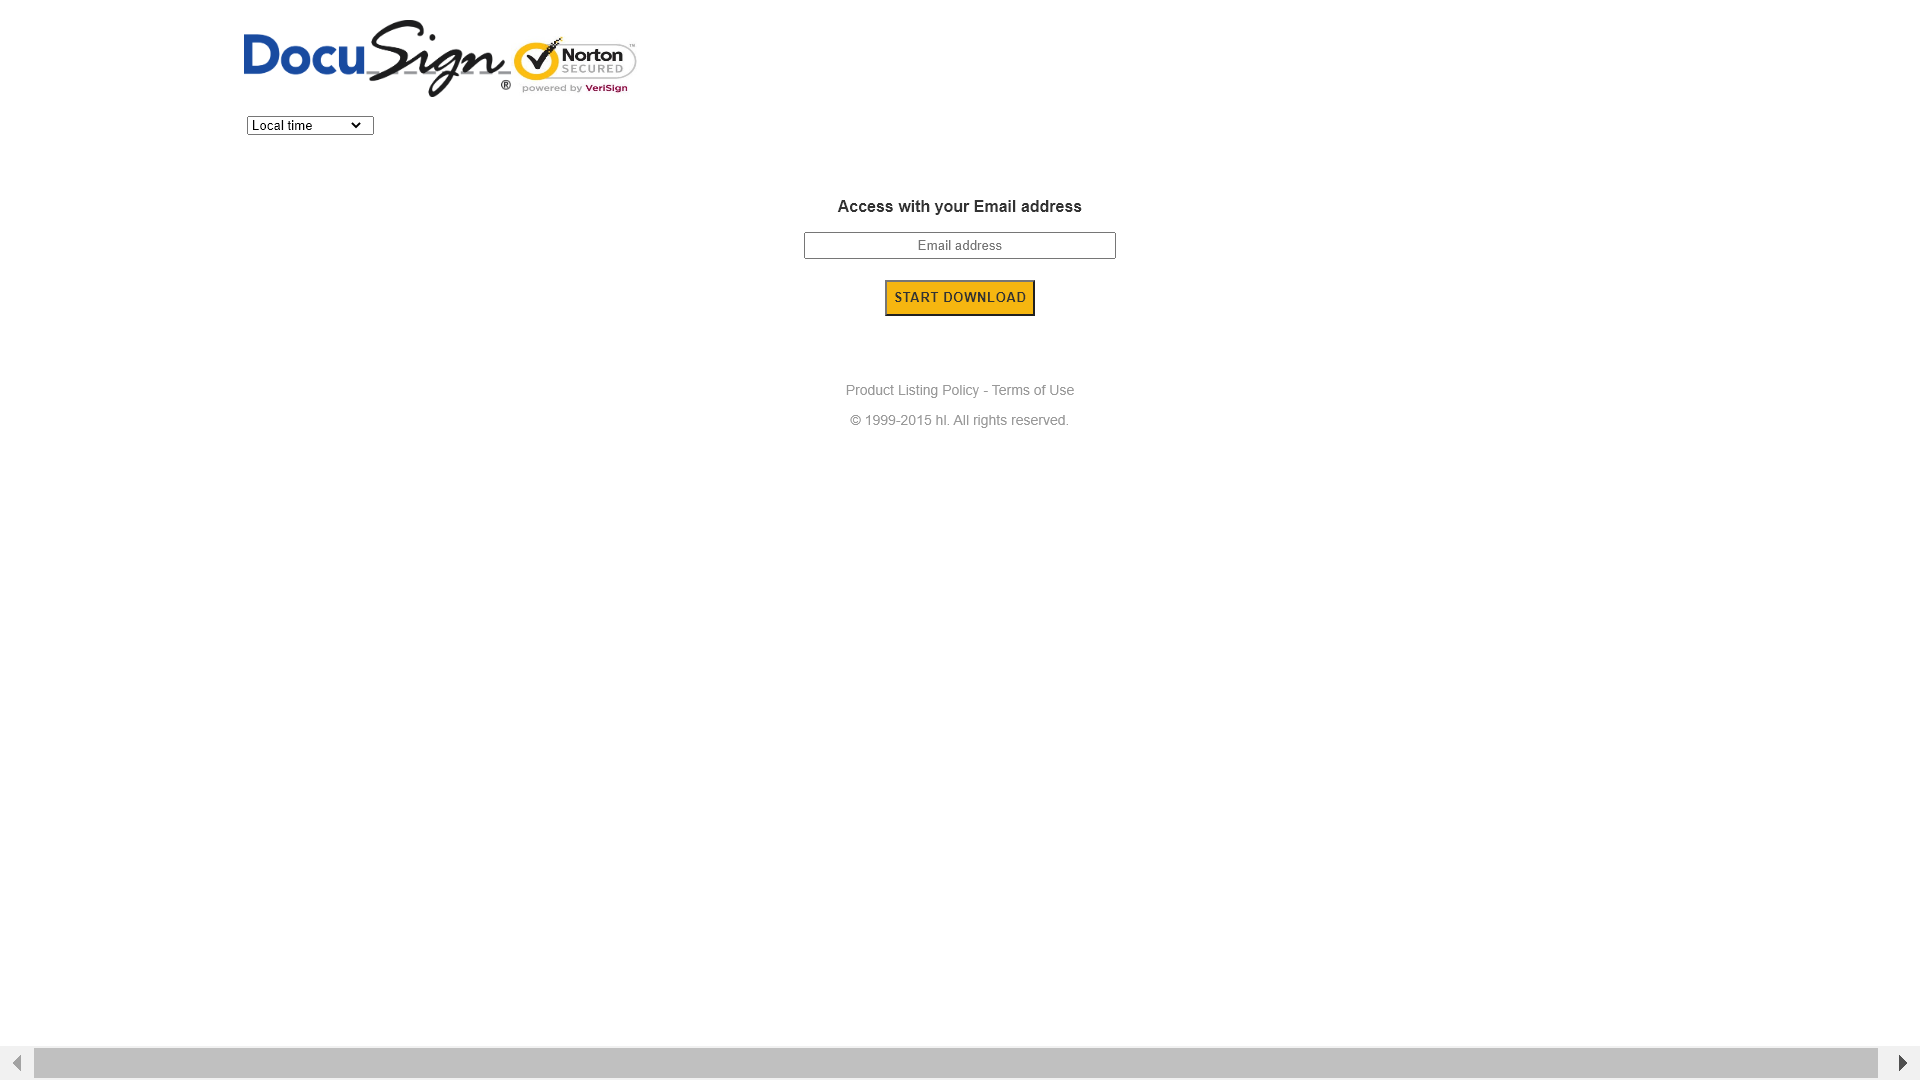 DocuSign®
Norton™
SECURED
powered by VeriSign
Local time
Access with your Email address
Email address
START DOWNLOAD
Product Listing Policy - Terms of Use
© 1999-2015 hl. All rights reserved.